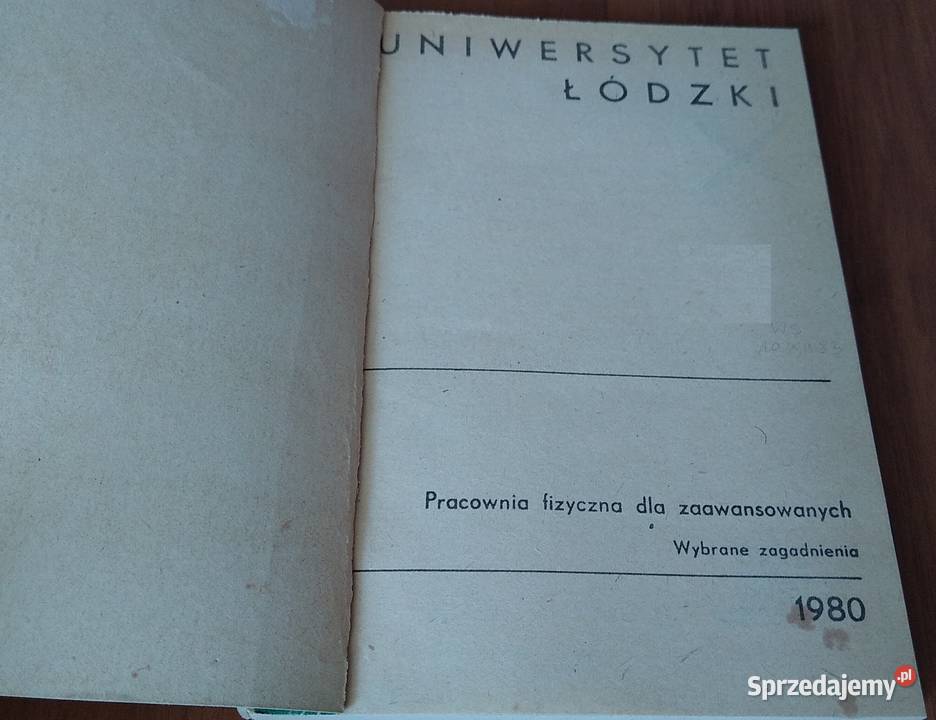 UNIWERSYTET
ŁÓDZKI
Pracownia fizyczna dla zaawansowanych
Wybrane zagadnienia
1980
Sprzedajemy.pl